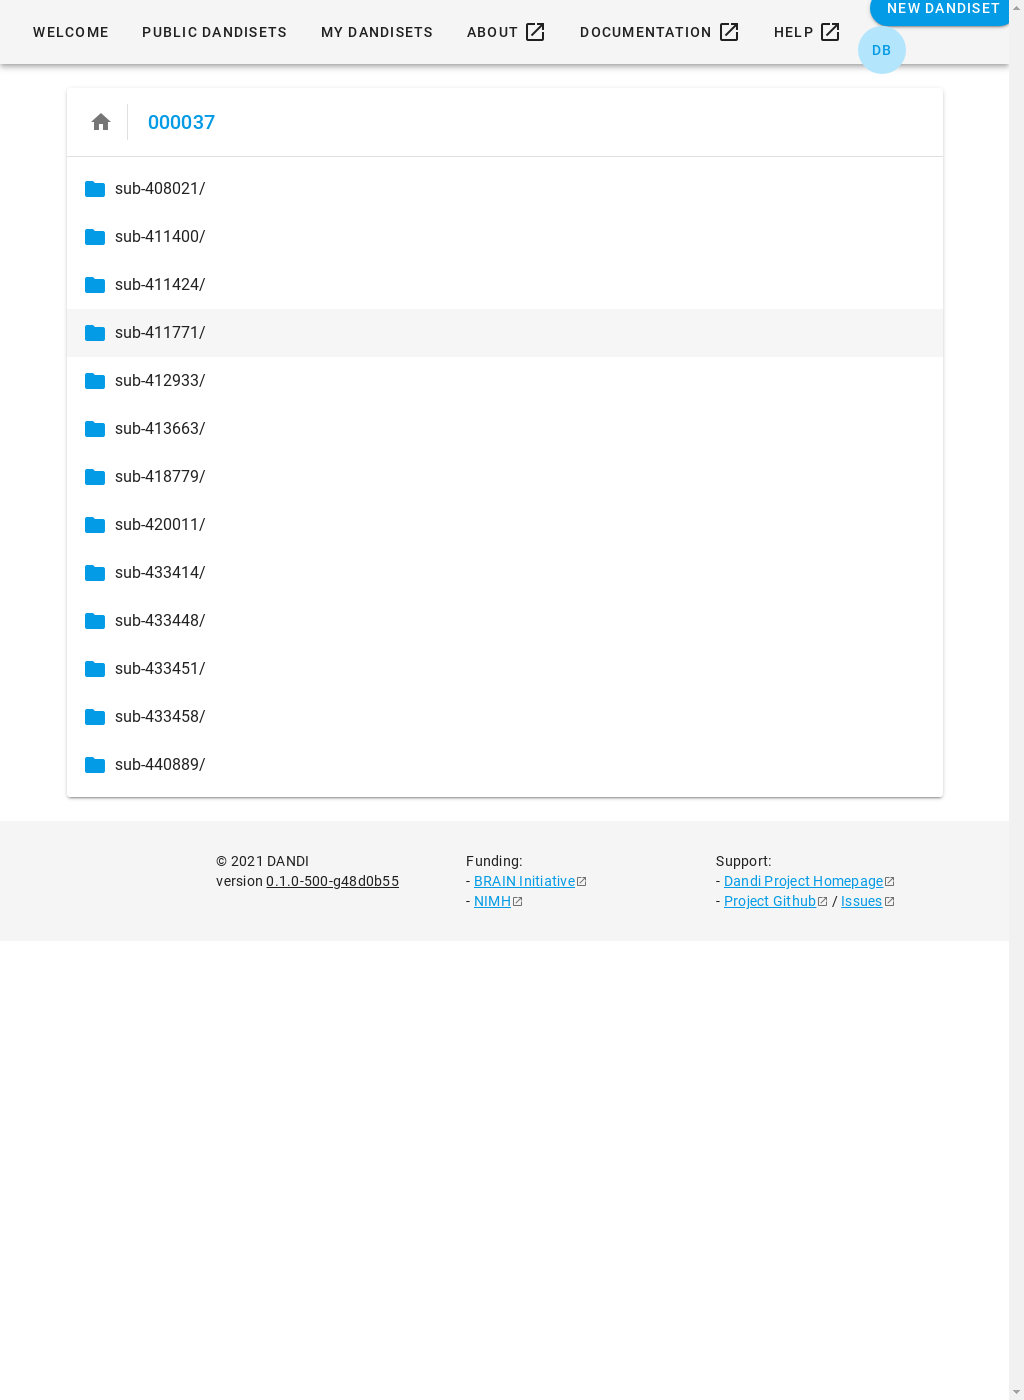 WELCOME PUBLIC DANDISETS MY DANDISETS ABOUT DOCUMENTATION HELP NEW DANDISET
DB
000037
sub-408021/
sub-411400/
sub-411424/
sub-411771/
sub-412933/
sub-413663/
sub-418779/
sub-420011/
sub-433414/
sub-433448/
sub-433451/
sub-433458/
sub-440889/
© 2021 DANDI
version 0.1.0-500-g48d0b55
Funding:
- BRAIN Initiative
- NIMH
Support:
- Dandi Project Homepage
- Project Github / Issues